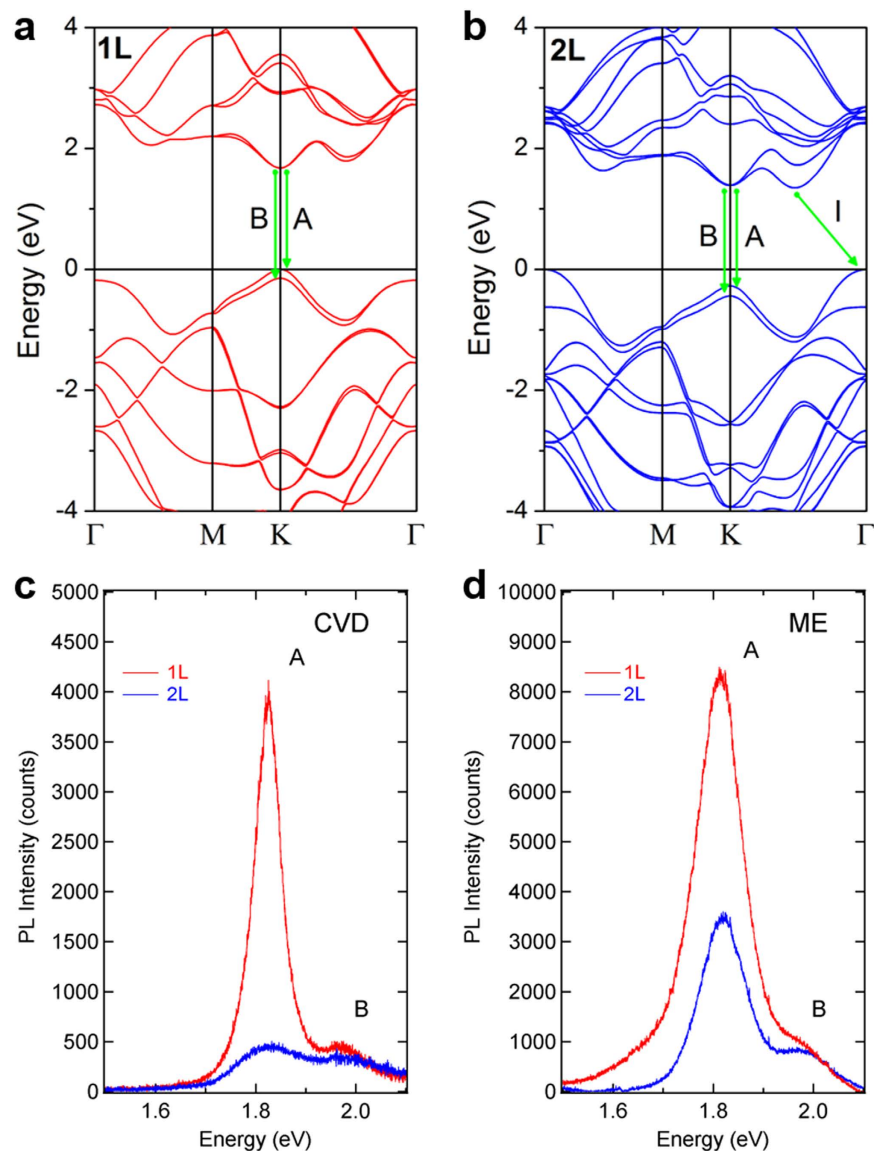 a
1L
4
2
0
-2
-4
Energy (eV)
B
A
Γ
M
K
Γ
b
2L
4
2
0
-2
-4
Energy (eV)
B
A
I
Γ
M
K
Γ
c
CVD
A
1L
2L
B
5000
4500
4000
3500
3000
2500
2000
1500
1000
500
0
PL Intensity (counts)
1.6
1.8
2.0
Energy (eV)
d
ME
A
1L
2L
B
10000
9000
8000
7000
6000
5000
4000
3000
2000
1000
0
PL Intensity (counts)
1.6
1.8
2.0
Energy (eV)